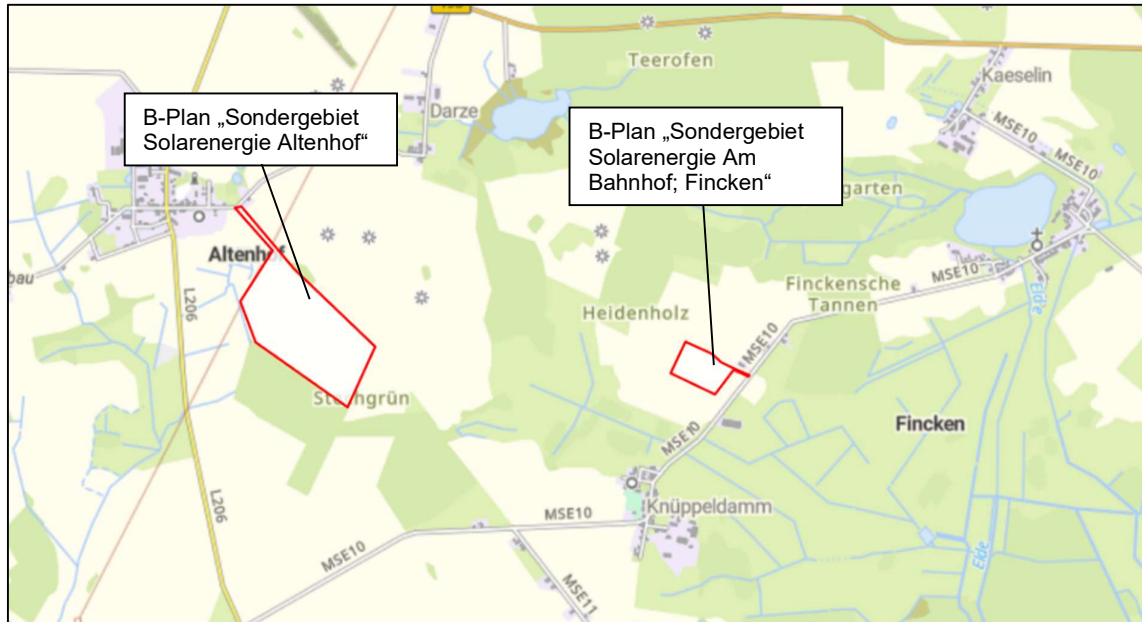 Teerofen
Kaeselin
Darze
MSE10
B-Plan „Sondergebiet
Solarenergie Altenhof“
B-Plan „Sondergebiet
Solarenergie Am
Bahnhof; Fincken“
MSE10
garten
Altenhof
bau
MSE10
Finckensche
Tannen
Elde
L206
Heidenholz
MSE10
Fincken
MSE10
L206
Knüppeldamm
MSE10
MSE10
MSE11
Elde